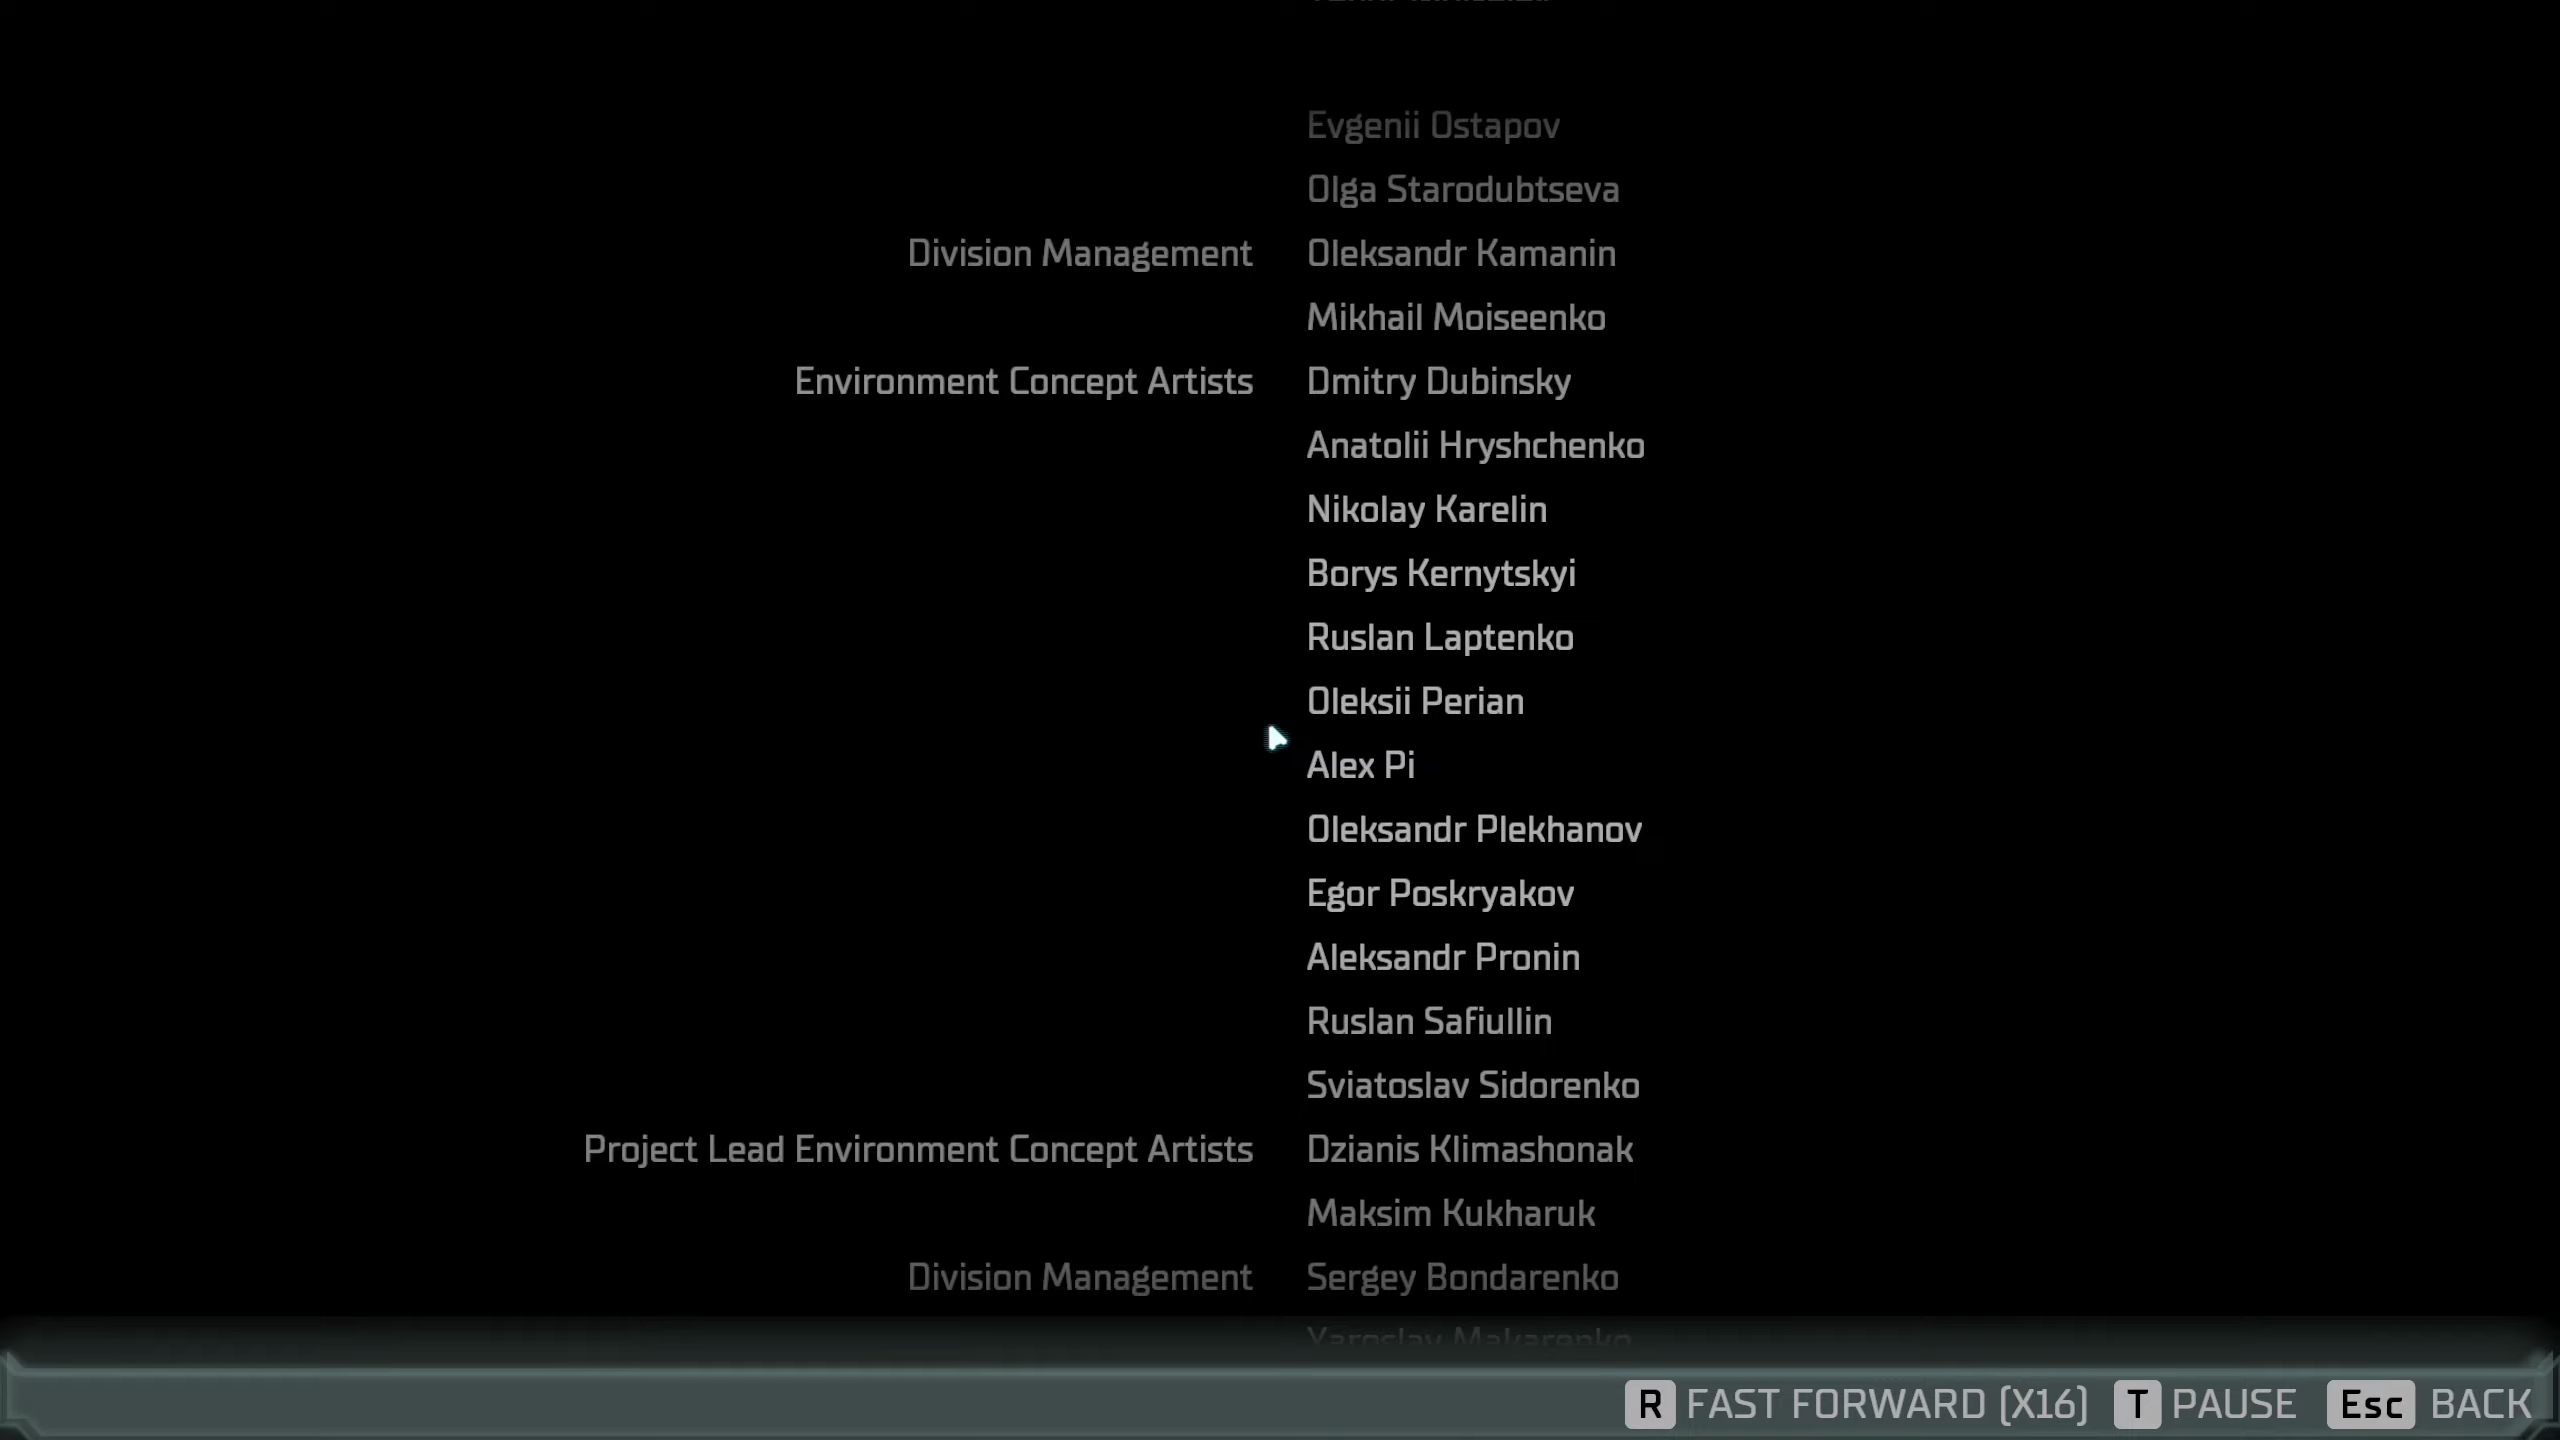 Evgenii Ostapov
Olga Starodubtseva
Division Management Oleksandr Kamanin
Mikhail Moiseenko
Environment Concept Artists Dmitry Dubinsky
Anatolii Hryshchenko
Nikolay Karelin
Borys Kernytskyi
Ruslan Laptenko
Oleksii Perian
Alex Pi
Oleksandr Plekhanov
Egor Poskryakov
Aleksandr Pronin
Ruslan Safiullin
Sviatoslav Sidorenko
Project Lead Environment Concept Artists Dzianis Klimashonak
Maksim Kukharuk
Division Management Sergey Bondarenko
Yaroslav Makarenko
R FAST FORWARD (X16) T PAUSE Esc BACK